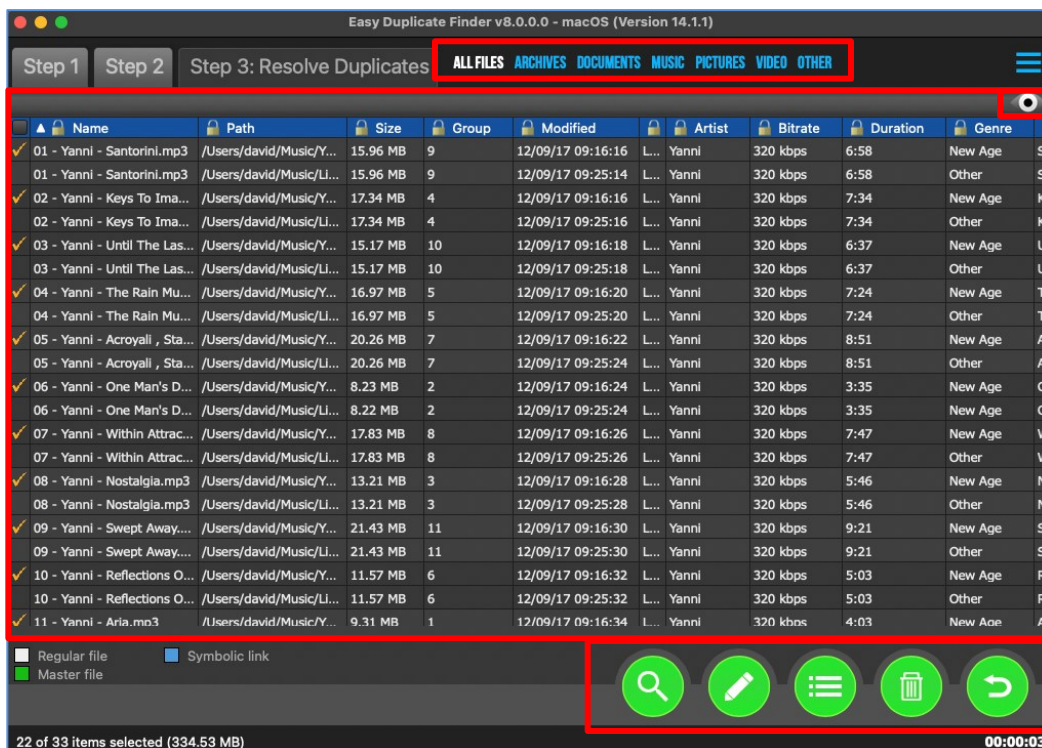 Easy Duplicate Finder v8.0.0.0 - macOS (Version 14.1.1)
Step 1 Step 2 Step 3: Resolve Duplicates ALL FILES ARCHIVES DOCUMENTS MUSIC PICTURES VIDEO OTHER
Name Path Size Group Modified Artist Bitrate Duration Genre
01 - Yanni - Santorini.mp3 /Users/david/Music/Y... 15.96 MB 9 12/09/17 09:16:16 L... Yanni 320 kbps 6:58 New Age S
01 - Yanni - Santorini.mp3 /Users/david/Music/Li... 15.96 MB 9 12/09/17 09:25:14 L... Yanni 320 kbps 6:58 Other S
02 - Yanni - Keys To Ima... /Users/david/Music/Y... 17.34 MB 4 12/09/17 09:16:16 L... Yanni 320 kbps 7:34 New Age K
02 - Yanni - Keys To Ima... /Users/david/Music/Li... 17.34 MB 4 12/09/17 09:25:16 L... Yanni 320 kbps 7:34 Other K
03 - Yanni - Until The Las... /Users/david/Music/Y... 15.17 MB 10 12/09/17 09:16:18 L... Yanni 320 kbps 6:37 New Age U
03 - Yanni - Until The Las... /Users/david/Music/Li... 15.17 MB 10 12/09/17 09:25:18 L... Yanni 320 kbps 6:37 Other U
04 - Yanni - The Rain Mu... /Users/david/Music/Y... 16.97 MB 5 12/09/17 09:16:20 L... Yanni 320 kbps 7:24 New Age T
04 - Yanni - The Rain Mu... /Users/david/Music/Li... 16.97 MB 5 12/09/17 09:25:20 L... Yanni 320 kbps 7:24 Other T
05 - Yanni - Acroyali , Sta... /Users/david/Music/Y... 20.26 MB 7 12/09/17 09:16:22 L... Yanni 320 kbps 8:51 New Age A
05 - Yanni - Acroyali , Sta... /Users/david/Music/Li... 20.26 MB 7 12/09/17 09:25:24 L... Yanni 320 kbps 8:51 Other A
06 - Yanni - One Man's D... /Users/david/Music/Y... 8.23 MB 2 12/09/17 09:16:24 L... Yanni 320 kbps 3:35 New Age
06 - Yanni - One Man's D... /Users/david/Music/Li... 8.22 MB 2 12/09/17 09:25:24 L... Yanni 320 kbps 3:35 New Age
07 - Yanni - Within Attrac... /Users/david/Music/Y... 17.83 MB 8 12/09/17 09:16:26 L... Yanni 320 kbps 7:47 New Age
07 - Yanni - Within Attrac... /Users/david/Music/Li... 17.83 MB 8 12/09/17 09:25:26 L... Yanni 320 kbps 7:47 Other
08 - Yanni - Nostalgia.mp3 /Users/david/Music/Y... 13.21 MB 3 12/09/17 09:16:28 L... Yanni 320 kbps 5:46 New Age
08 - Yanni - Nostalgia.mp3 /Users/david/Music/Li... 13.21 MB 3 12/09/17 09:25:28 L... Yanni 320 kbps 5:46 Other
09 - Yanni - Swept Away.... /Users/david/Music/Y... 21.43 MB 11 12/09/17 09:16:30 L... Yanni 320 kbps 9:21 New Age S
09 - Yanni - Swept Away.... /Users/david/Music/Li... 21.43 MB 11 12/09/17 09:25:30 L... Yanni 320 kbps 9:21 Other S
10 - Yanni - Reflections O... /Users/david/Music/Y... 11.57 MB 6 12/09/17 09:16:32 L... Yanni 320 kbps 5:03 New Age
10 - Yanni - Reflections O... /Users/david/Music/Li... 11.57 MB 6 12/09/17 09:25:32 L... Yanni 320 kbps 5:03 Other
11 - Yanni - Aria.mp3 /Users/david/Music/Y... 9.31 MB 1 12/09/17 09:16:34 L... Yanni 320 kbps 4:03 New Age
Regular file Symbolic link
Master file
22 of 33 items selected (334.53 MB) 00:00:03